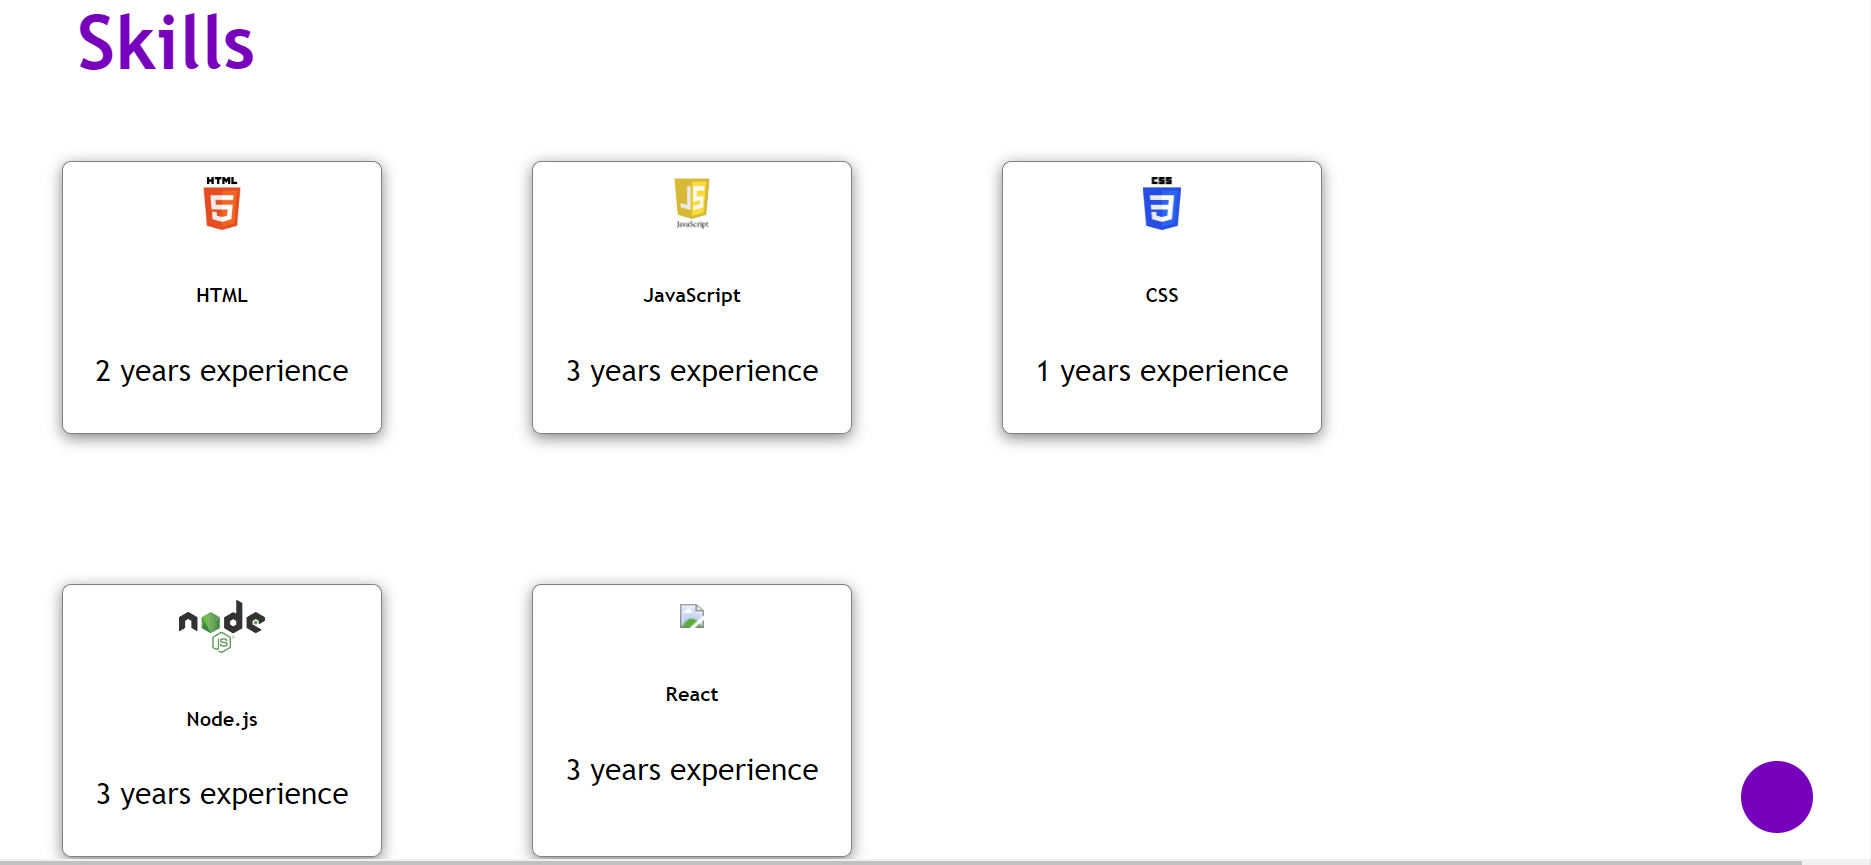 Skills
HTML
5
HTML
2 years experience
JS
JavaScript
JavaScript
3 years experience
CSS
3
CSS
1 years experience
node
JS
Node.js
3 years experience
React
3 years experience